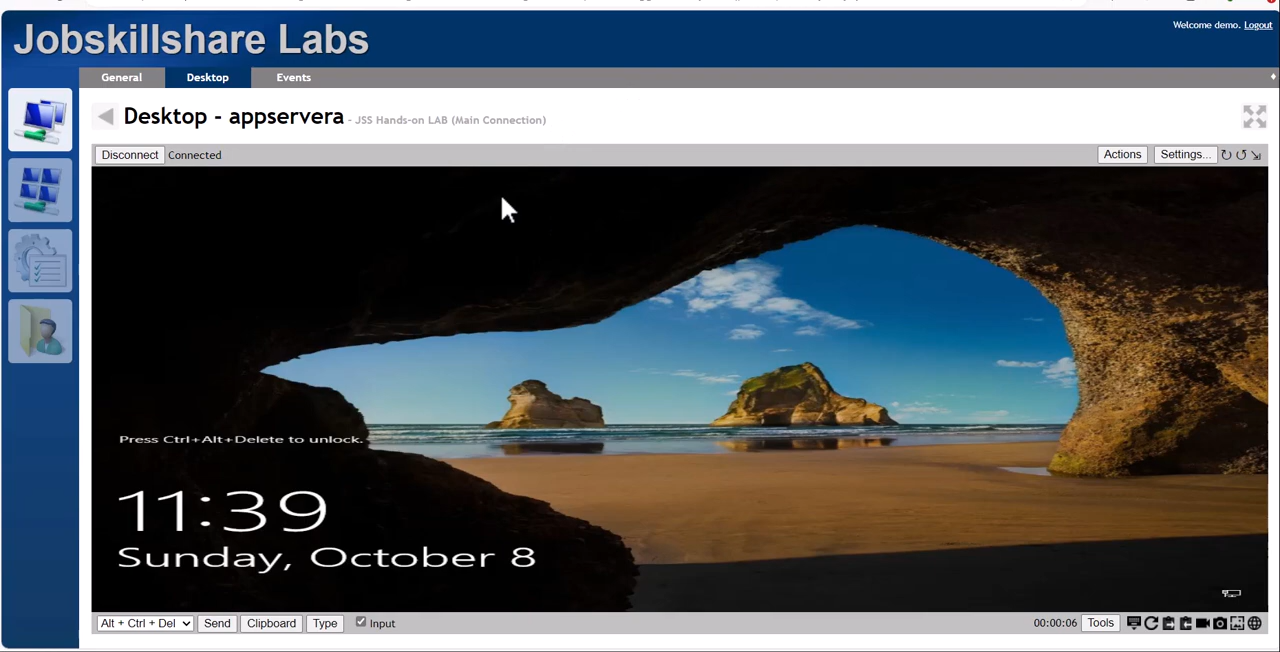 Jobskillshare Labs
Welcome demo. Logout
General Desktop Events
Desktop - appservera - JSS Hands-on LAB (Main Connection)
Disconnect Connected Actions Settings...
Press Ctrl+Alt+Delete to unlock.
11:39
Sunday, October 8
Alt + Ctrl + Del Send Clipboard Type Input 00:00:06 Tools